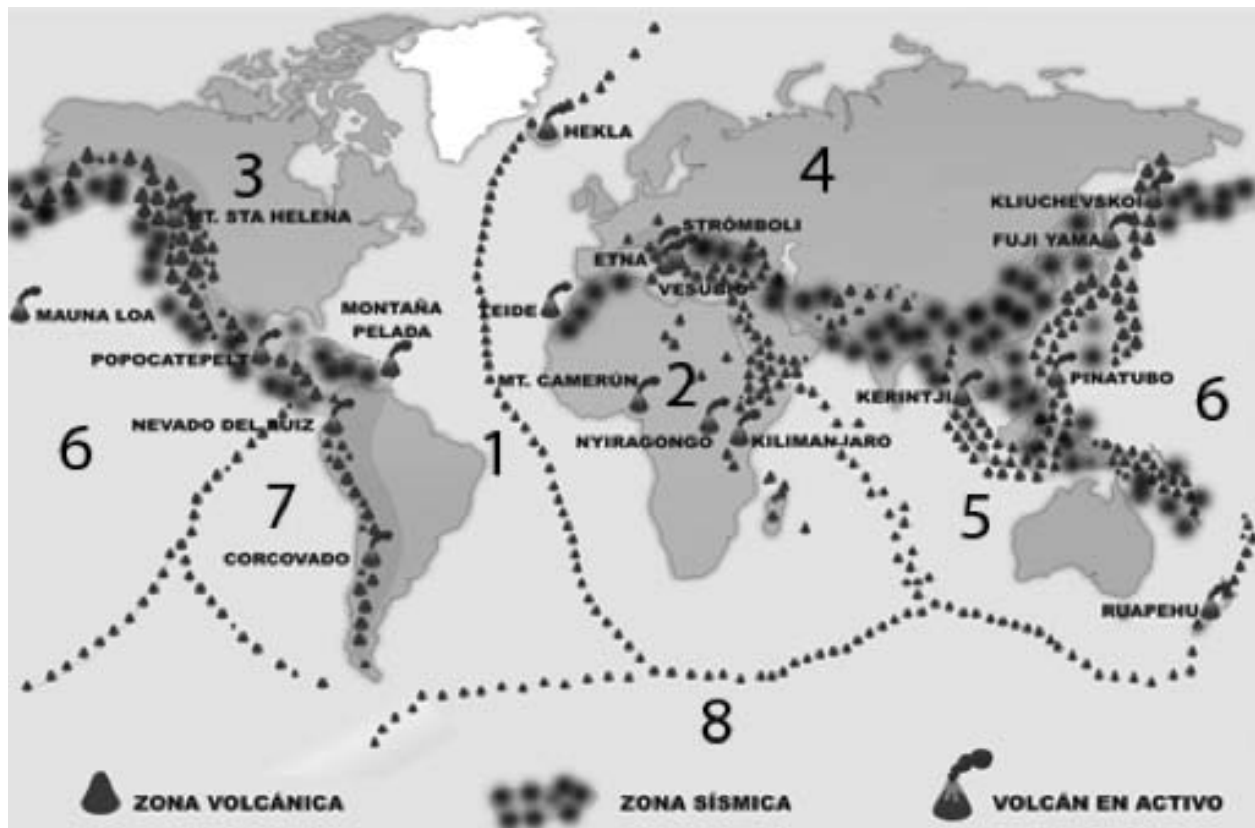 HEKLA
3
4
MT. STA HELENA
KLIUCHEVSKOI
STRÓMBOLI
FUJI YAMA
ETNA
VESUBIO
MAUNA LOA
MONTAÑA
PELADA
TEIDE
POPOCATEPELT
MT. CAMERÚN
2
PINATUBO
KERINTJI
6
NEVADO DEL RUIZ
6
1
NYIRAGONGO
KILIMANJARO
7
5
CORCOVADO
RUAPEHU
8
ZONA VOLCÁNICA
ZONA SÍSMICA
VOLCÁN EN ACTIVO